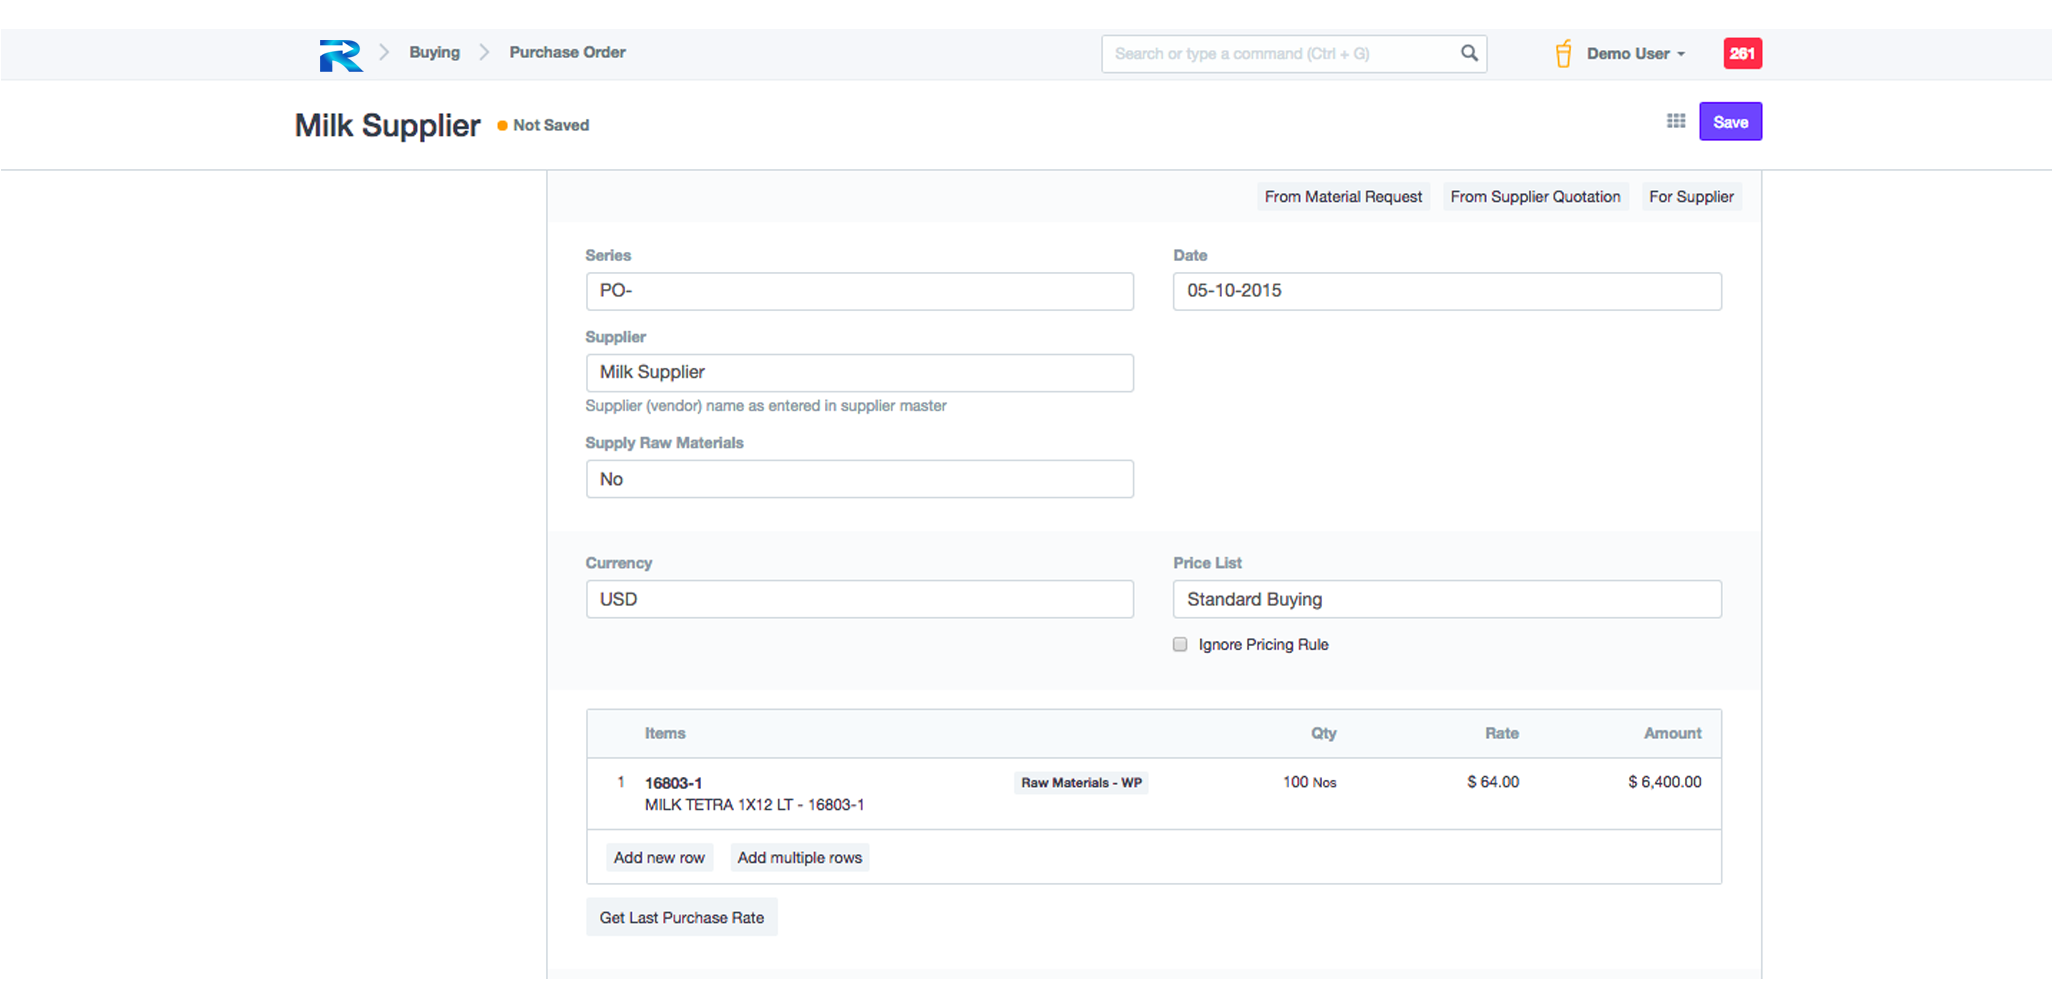 Buying
Purchase Order
Search or type a command (Ctrl + G)
Demo User
261
Milk Supplier
Not Saved
Save
From Material Request
From Supplier Quotation
For Supplier
Series
Date
PO-
05-10-2015
Supplier
Milk Supplier
Supplier (vendor) name as entered in supplier master
Supply Raw Materials
No
Currency
Price List
USD
Standard Buying
Ignore Pricing Rule
Items Qty Rate Amount
1 16803-1 Raw Materials - WP 100 Nos $ 64.00 $ 6,400.00
MILK TETRA 1X12 LT - 16803-1
Add new row
Add multiple rows
Get Last Purchase Rate